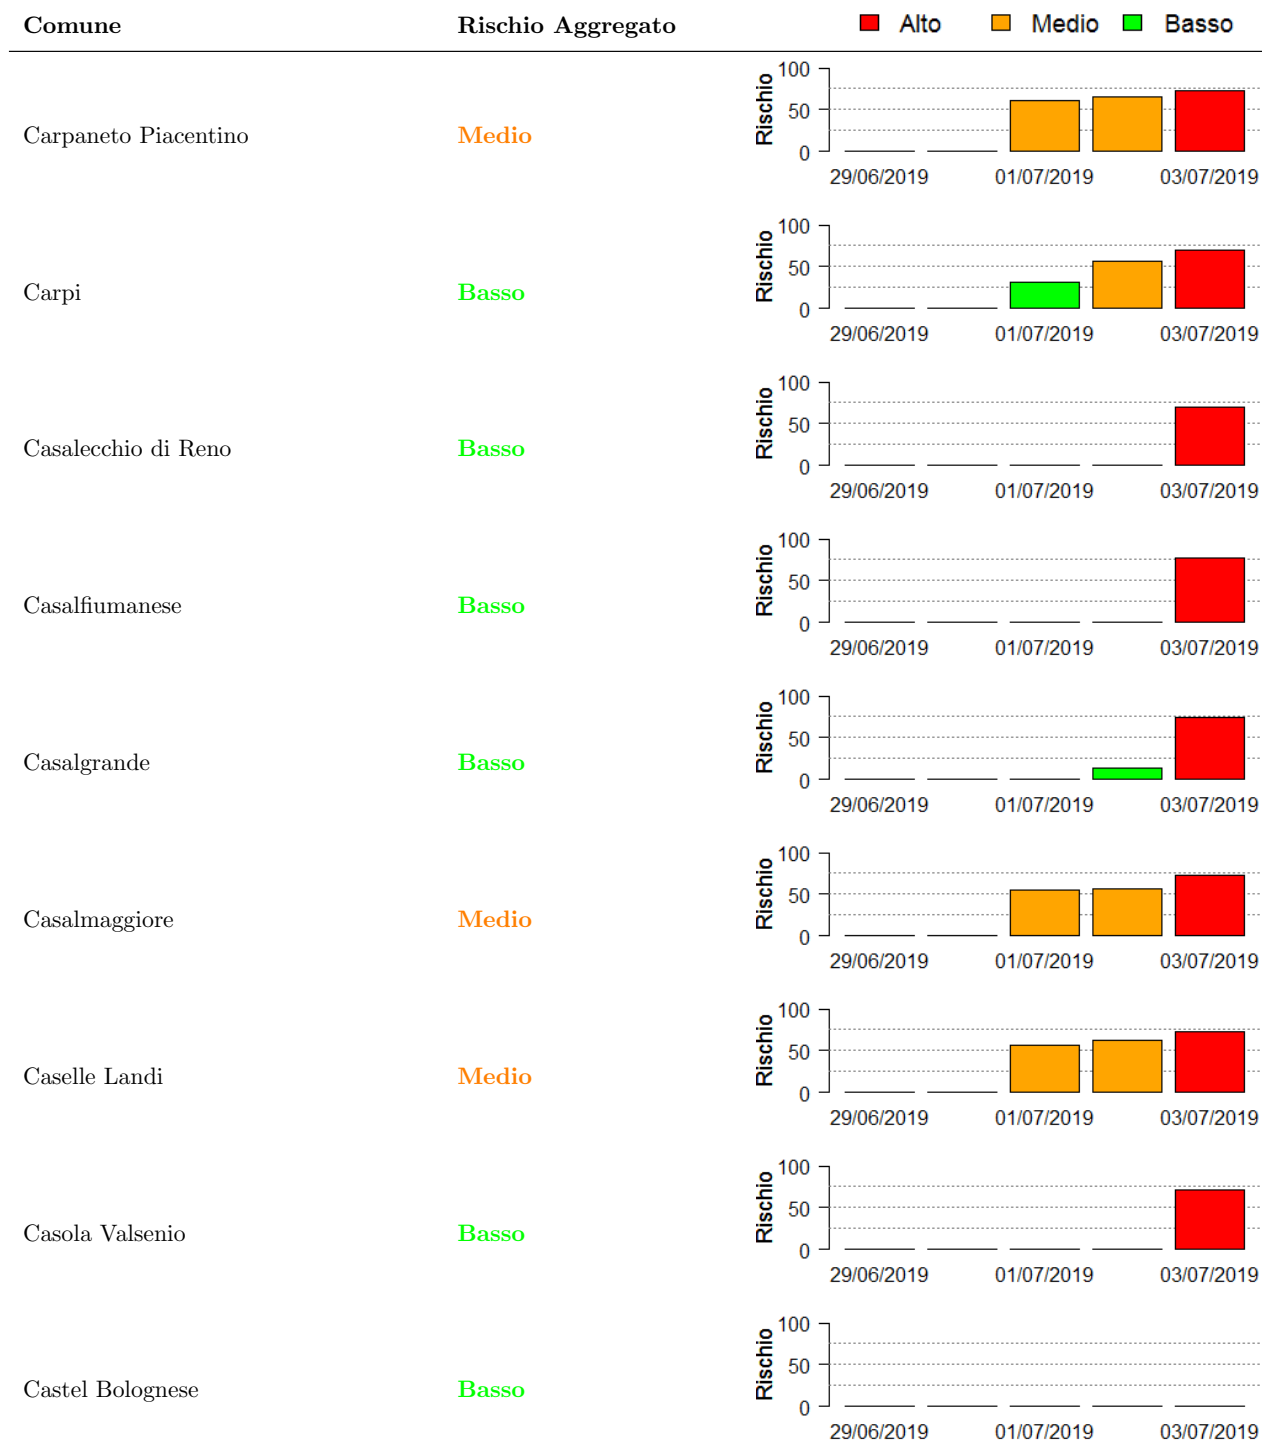 Comune Rischio Aggregato Alto Medio Basso
100
50
0
Rischio
Carpaneto Piacentino Medio
29/06/2019 01/07/2019 03/07/2019
100
50
0
Rischio
Carpi Basso
29/06/2019 01/07/2019 03/07/2019
100
50
0
Rischio
Casalecchio di Reno Basso
29/06/2019 01/07/2019 03/07/2019
100
50
0
Rischio
Casalfiumanese Basso
29/06/2019 01/07/2019 03/07/2019
100
50
0
Rischio
Casalgrande Basso
29/06/2019 01/07/2019 03/07/2019
100
50
0
Rischio
Casalmaggiore Medio
29/06/2019 01/07/2019 03/07/2019
100
50
0
Rischio
Caselle Landi Medio
29/06/2019 01/07/2019 03/07/2019
100
50
0
Rischio
Casola Valsenio Basso
29/06/2019 01/07/2019 03/07/2019
100
50
0
Rischio
Castel Bolognese Basso
29/06/2019 01/07/2019 03/07/2019